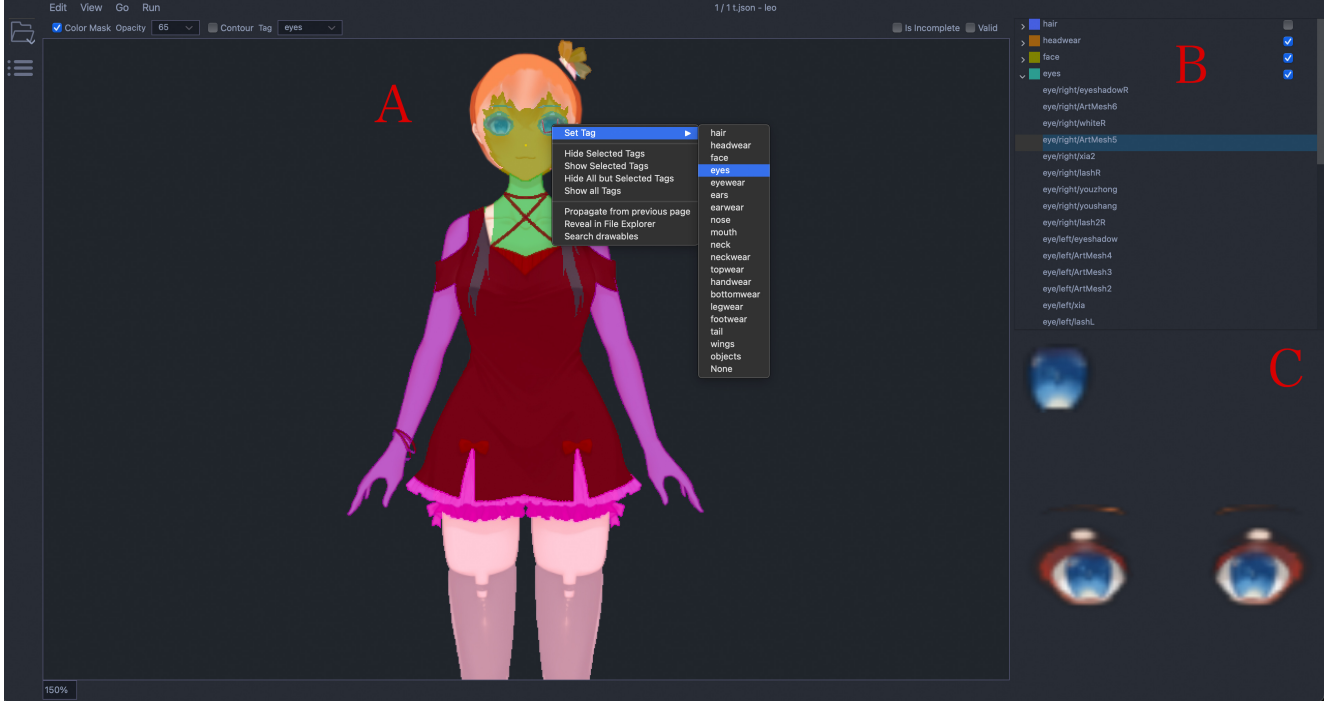 Edit View Go Run
1 / 1 t.json - leo
Color Mask Opacity 65 Contour Tag eyes
Is Incomplete Valid
A
Set Tag
Hide Selected Tags
Show Selected Tags
Hide All but Selected Tags
Show all Tags
Propagate from previous page
Reveal in File Explorer
Search drawables
hair
headwear
face
eyes
eyewear
ears
earwear
nose
mouth
neck
neckwear
topwear
handwear
bottomwear
legwear
footwear
tail
wings
objects
None
150%
B
hair
headwear
face
eyes
eye/right/eyeshadowR
eye/right/ArtMesh6
eye/right/whiteR
eye/right/ArtMesh5
eye/right/xia2
eye/right/lashR
eye/right/youzhong
eye/right/youshang
eye/right/lash2R
eye/left/eyeshadow
eye/left/ArtMesh4
eye/left/ArtMesh3
eye/left/ArtMesh2
eye/left/xia
eye/left/lashL
C